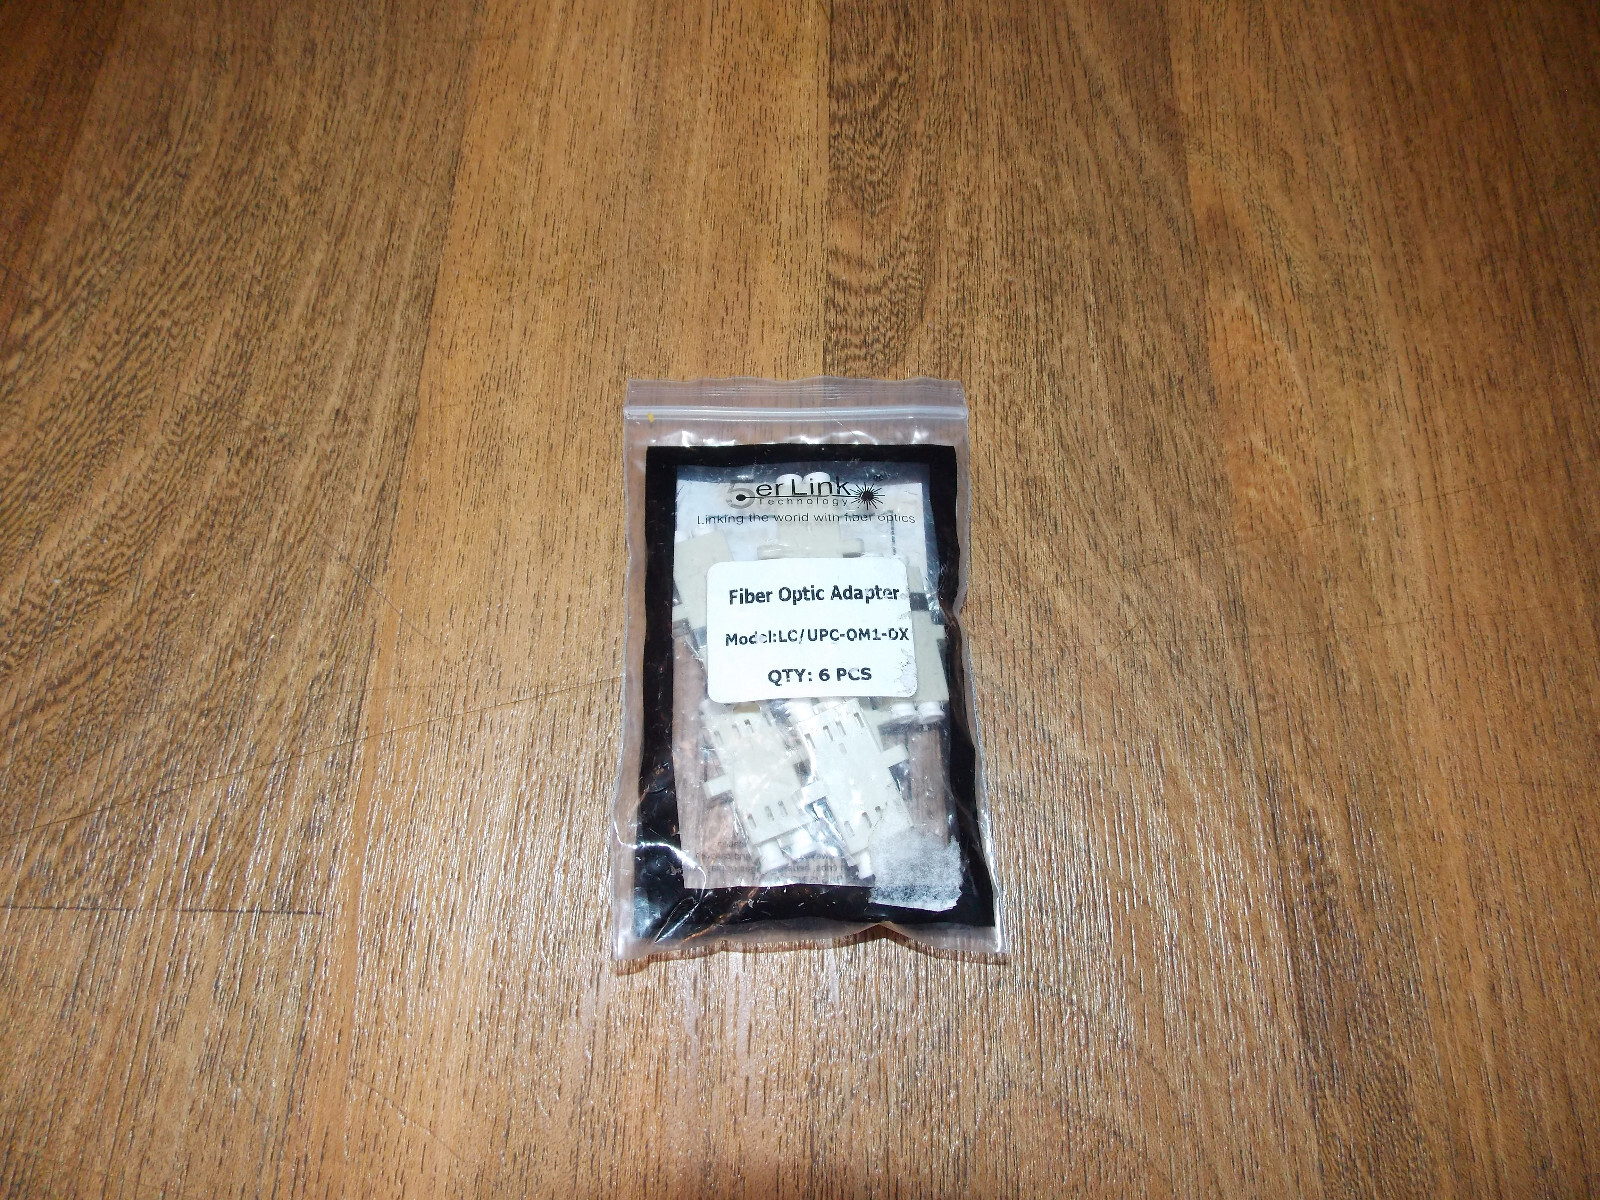 5er Link
Technology
Linking the world with fiber optics
Fiber Optic Adapter
Model:LC/UPC-OM1-DX
QTY: 6 PCS